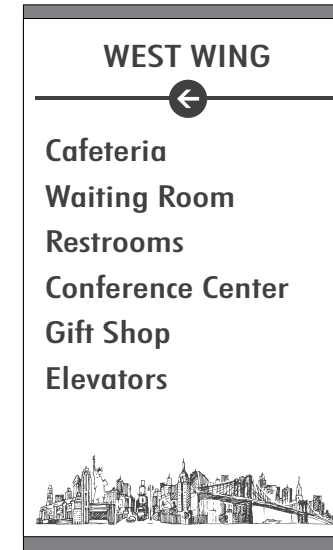 WEST WING
Cafeteria
Waiting Room
Restrooms
Conference Center
Gift Shop
Elevators